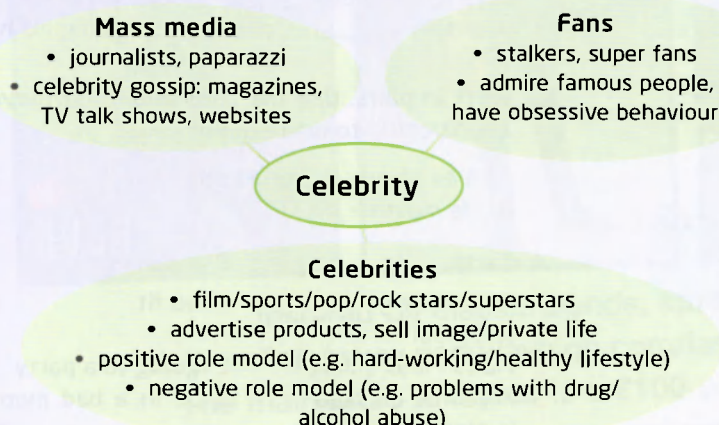 Mass media
• journalists, paparazzi
• celebrity gossip: magazines,
TV talk shows, websites
Fans
• stalkers, super fans
• admire famous people,
have obsessive behaviour
Celebrity
Celebrities
• film/sports/pop/rock stars/superstars
• advertise products, sell image/private life
• positive role model (e.g. hard-working/healthy lifestyle)
• negative role model (e.g. problems with drug/
alcohol abuse)